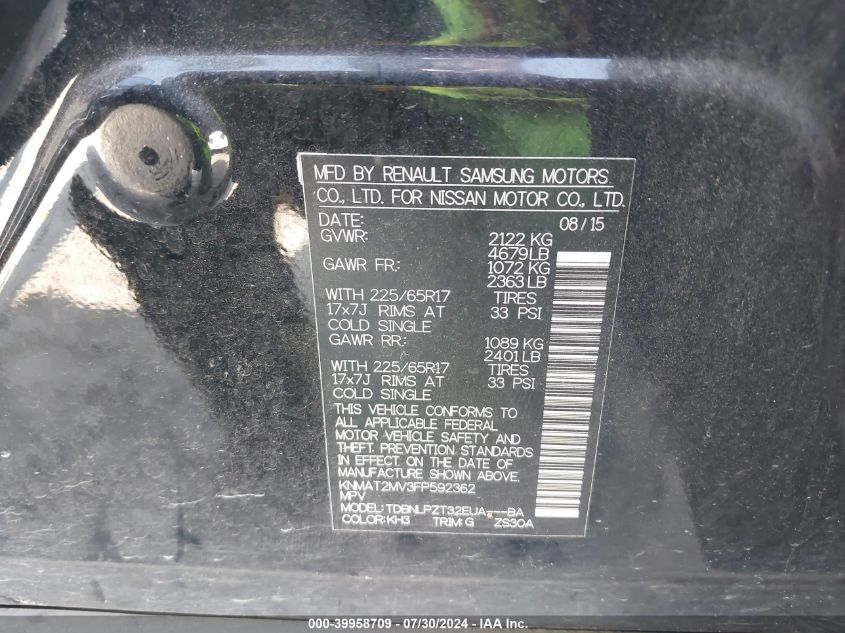 MFD BY RENAULT SAMSUNG MOTORS
CO., LTD. FOR NISSAN MOTOR CO., LTD.
DATE: 08/15
GVWR: 2122 KG
4679LB
GAWR FR.: 1072 KG
2363 LB
WITH 225/65R17 TIRES
17x7J RIMS AT 33 PSI
COLD SINGLE
GAWR RR.: 1089 KG
2401 LB
WITH 225/65R17 TIRES
17x7J RIMS AT 33 PSI
COLD SINGLE
THIS VEHICLE CONFORMS TO
ALL APPLICABLE FEDERAL
MOTOR VEHICLE SAFETY AND
THEFT. PREVENTION STANDARDS
IN EFFECT ON THE DATE OF
MANUFACTURE SHOWN ABOVE.
KNMAT2MV3FP592362
MPV
MODEL: TDBNLPZT32EUA---BA
COLOR:KH3 TRIM:G ZS30A
000-39958709 - 07/30/2024 - IAA Inc.